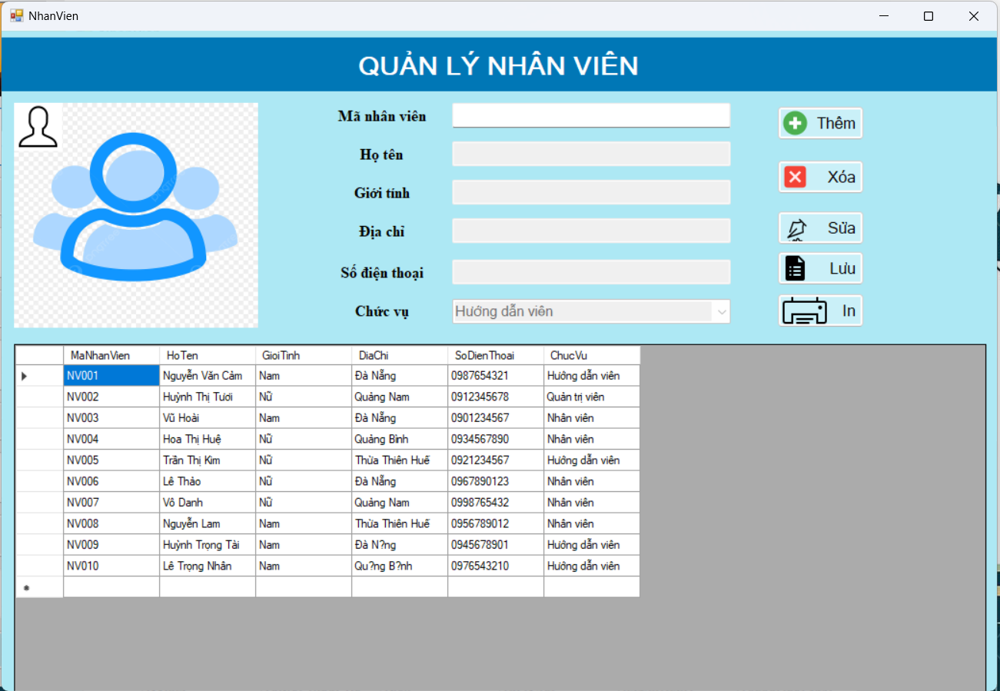 NhanVien
QUẢN LÝ NHÂN VIÊN
Mã nhân viên
Họ tên
Giới tính
Địa chỉ
Số điện thoại
Chức vụ Hướng dẫn viên
Thêm
Xóa
Sửa
Lưu
In
MaNhanVien HoTen GioiTinh DiaChi SoDienThoai ChucVu
NV001 Nguyễn Văn Cảm Nam Đà Nẵng 0987654321 Hướng dẫn viên
NV002 Huỳnh Thị Tươi Nữ Quảng Nam 0912345678 Quản trị viên
NV003 Vũ Hoài Nam Đà Nẵng 0901234567 Nhân viên
NV004 Hoa Thị Huệ Nữ Quảng Bình 0934567890 Nhân viên
NV005 Trần Thị Kim Nữ Thừa Thiên Huế 0921234567 Hướng dẫn viên
NV006 Lê Thảo Nữ Đà Nẵng 0967890123 Nhân viên
NV007 Võ Danh Nữ Quảng Nam 0998765432 Nhân viên
NV008 Nguyễn Lam Nam Thừa Thiên Huế 0956789012 Nhân viên
NV009 Huỳnh Trọng Tài Nam Đà N?ng 0945678901 Hướng dẫn viên
NV010 Lê Trọng Nhân Nam Qu?ng B?nh 0976543210 Hướng dẫn viên